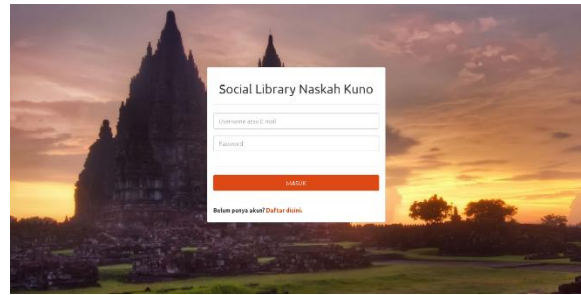 Social Library Naskah Kuno
Username atau E-mail
Password
MASUK
Belum punya akun? Daftar disini.